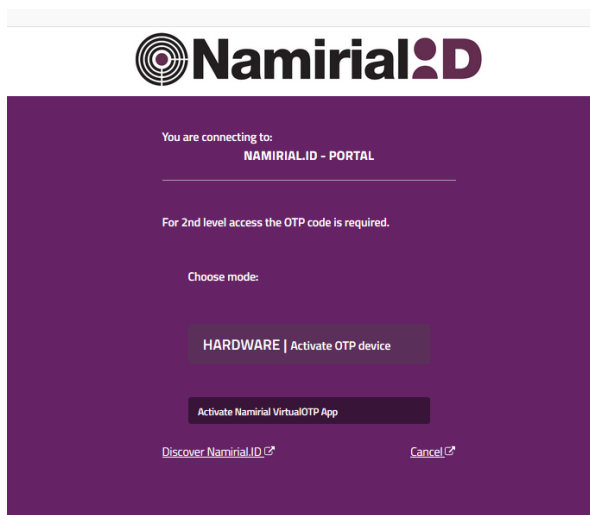 Namirial:D
You are connecting to:
NAMIRIAL.ID - PORTAL
For 2nd level access the OTP code is required.
Choose mode:
HARDWARE | Activate OTP device
Activate Namirial VirtualOTP App
Discover Namirial.ID Cancel